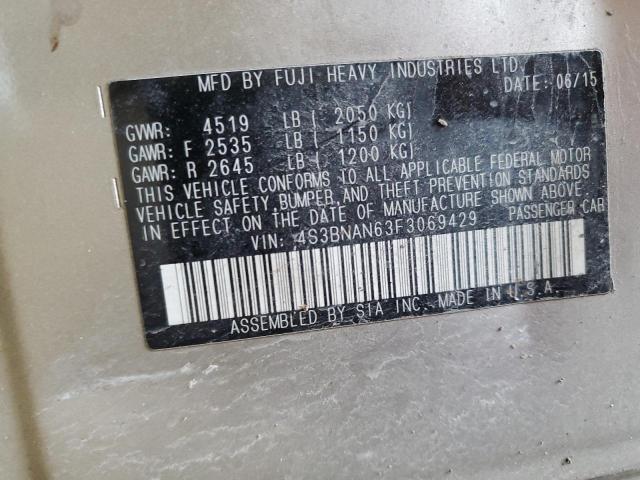 MFD BY FUJI HEAVY INDUSTRIES LTD.
DATE: 06/15
GVWR: 4519 LB ( 2050 KG)
GAWR: F 2535 LB ( 1150 KG)
GAWR: R 2645 LB ( 1200 KG)
THIS VEHICLE CONFORMS TO ALL APPLICABLE FEDERAL MOTOR
VEHICLE SAFETY BUMPER, AND THEFT PREVENTION STANDARDS
IN EFFECT ON THE DATE OF MANUFACTURE SHOWN ABOVE.
VIN: 4S3BNAN63F3069429 PASSENGER CAR
ASSEMBLED BY SIA INC. MADE IN U.S.A.